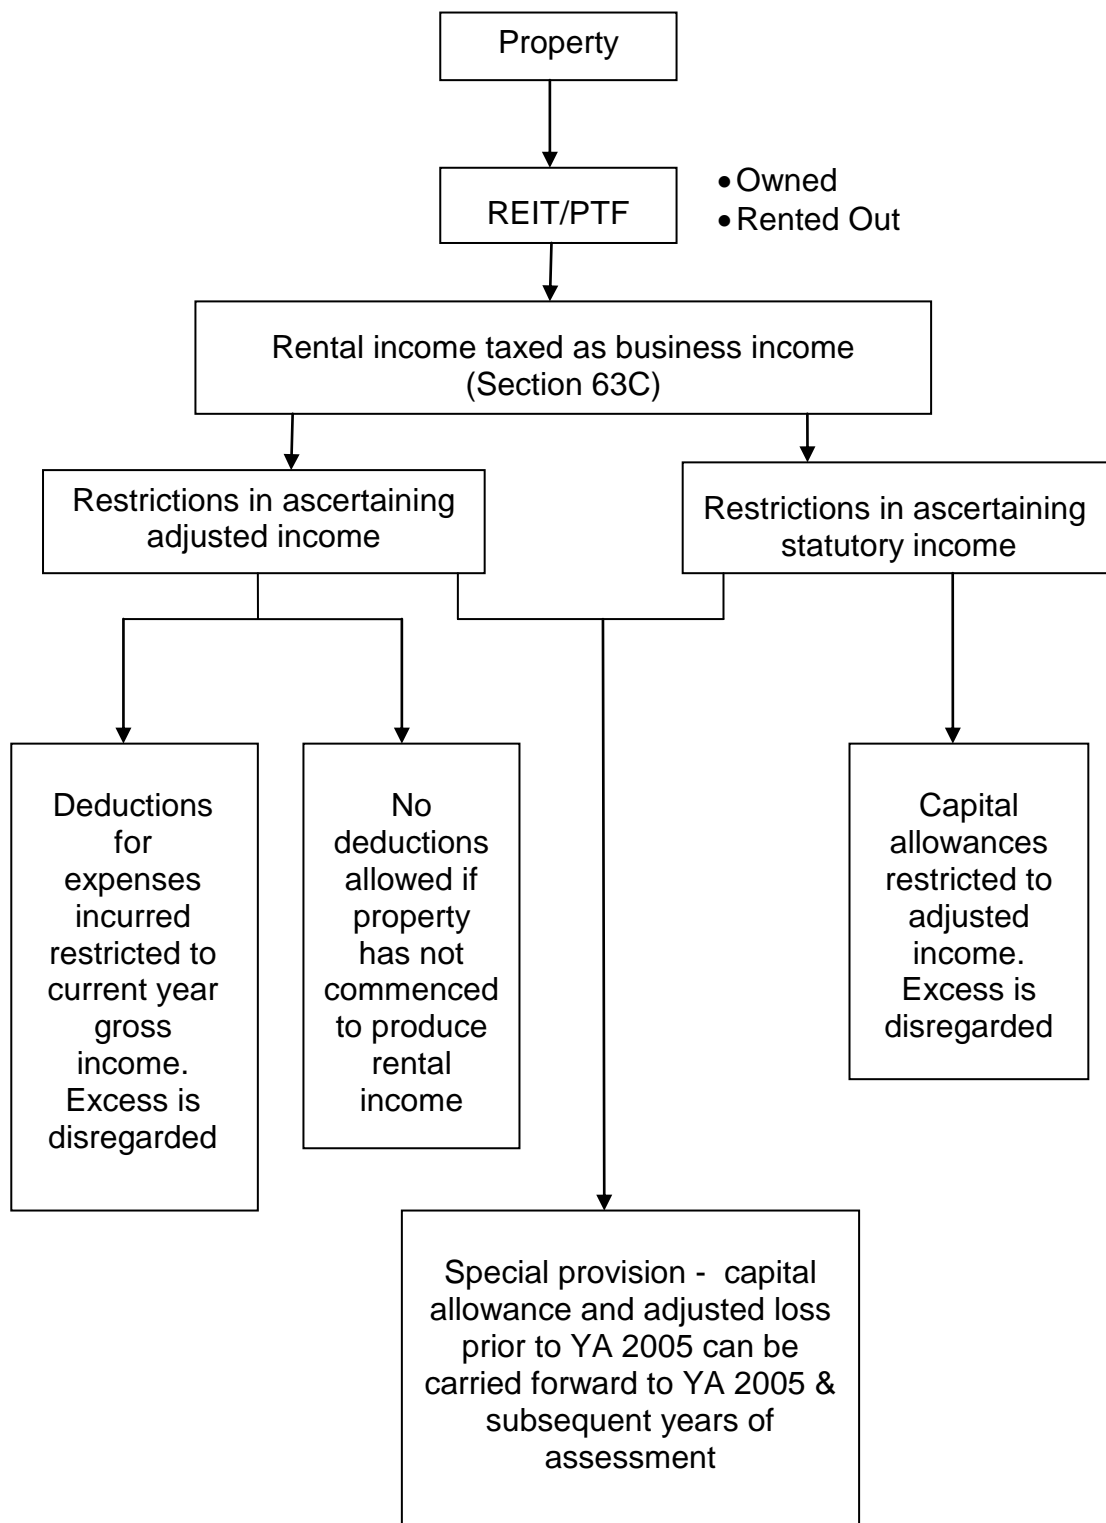 Property
REIT/PTF
• Owned
• Rented Out
Rental income taxed as business income
(Section 63C)
Restrictions in ascertaining
adjusted income
Restrictions in ascertaining
statutory income
Deductions
for
expenses
incurred
restricted to
current year
gross
income.
Excess is
disregarded
No
deductions
allowed if
property
has not
commenced
to produce
rental
income
Capital
allowances
restricted to
adjusted
income.
Excess is
disregarded
Special provision - capital
allowance and adjusted loss
prior to YA 2005 can be
carried forward to YA 2005 &
subsequent years of
assessment